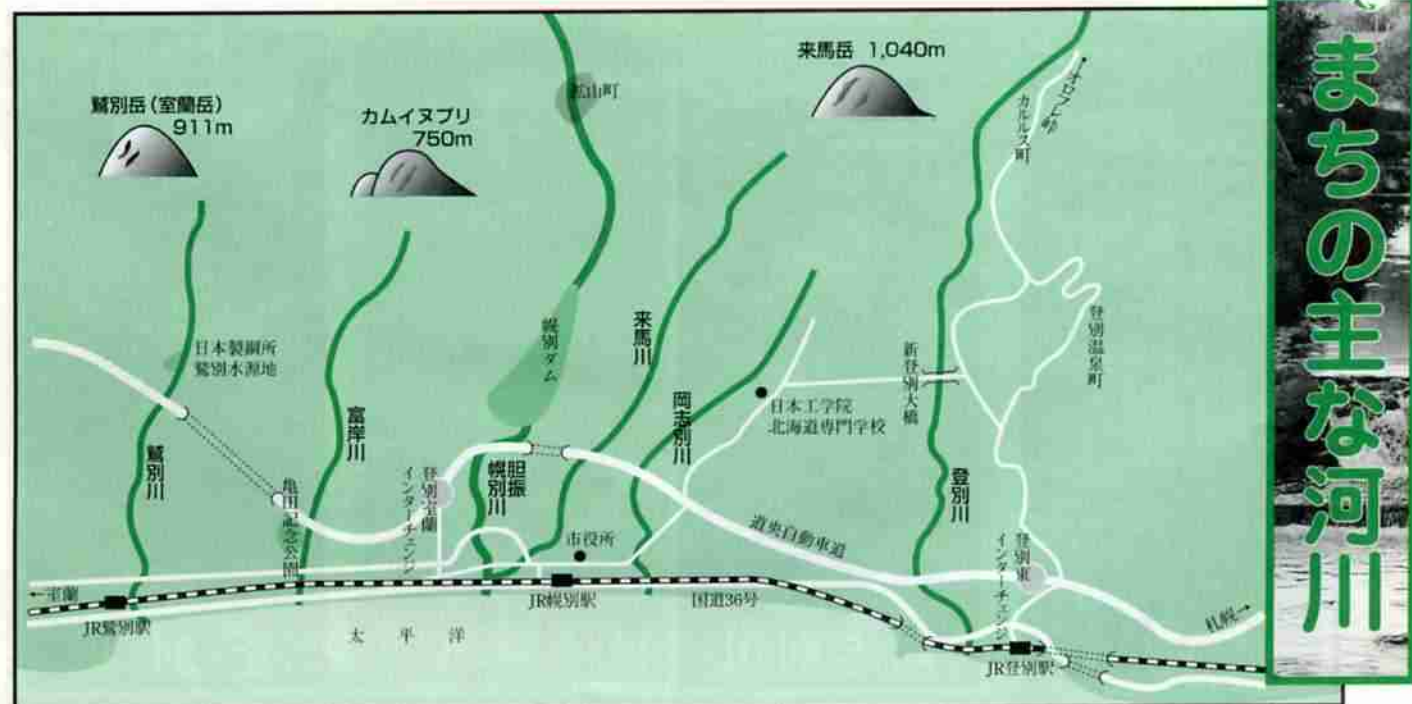 まちの主な河川
鷲別岳（室蘭岳）
911m
カムイヌプリ
750m
来馬岳 1,040m
鉱山町
オロフレ峠
カルルス町
登別温泉町
日本製鋼所
鷲別水源地
幌別ダム
来馬川
岡志別川
日本工学院
北海道専門学校
新登別大橋
鷲別川
富岸川
亀田記念公園
登別室蘭
インターチェンジ
胆振
幌別川
市役所
道央自動車道
登別川
登別東
インターチェンジ
←室蘭
JR鷲別駅
太平洋
JR幌別駅
国道36号
JR登別駅
札幌→